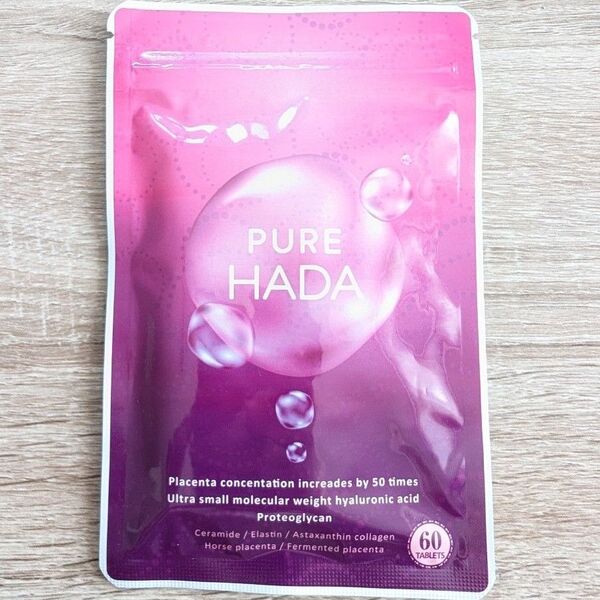 PURE
HADA
Placenta concentation increades by 50 times
Ultra small molecular weight hyaluronic acid
Proteoglycan
Ceramide / Elastin / Astaxanthin collagen
Horse placenta / Fermented placenta
60
TABLETS